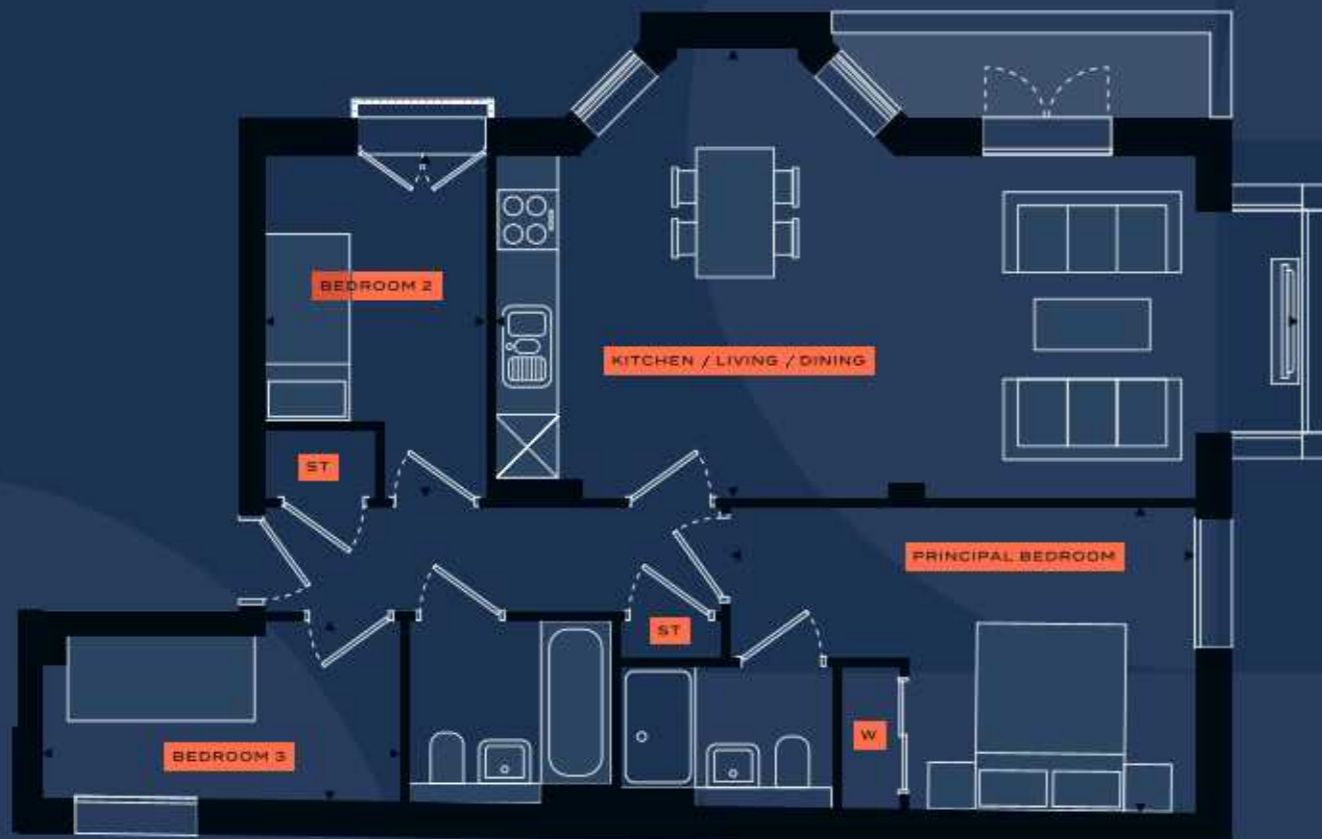 BEDROOM 2
KITCHEN / LIVING / DINING
ST
PRINCIPAL BEDROOM
ST
W
BEDROOM 3